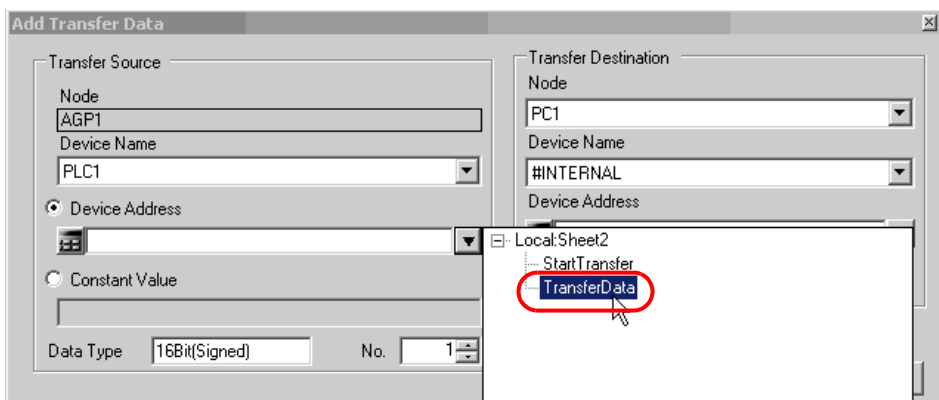 Add Transfer Data
Transfer Source
Node
AGP1
Device Name
PLC1
Device Address
Constant Value
Data Type 16Bit(Signed) No. 1
Transfer Destination
Node
PC1
Device Name
#INTERNAL
Device Address
Local:Sheet2
StartTransfer
TransferData